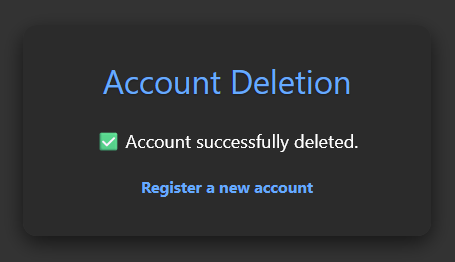 Account Deletion
✅ Account successfully deleted.
Register a new account